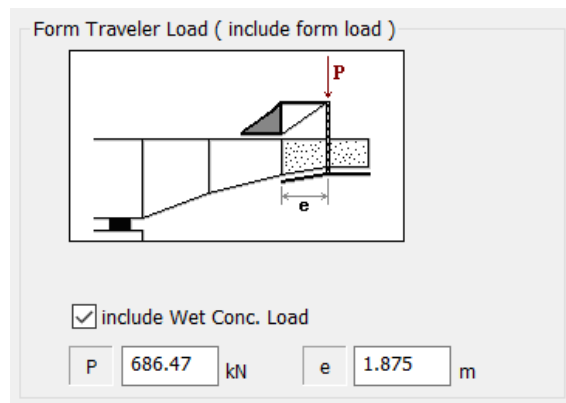 Form Traveler Load ( include form load )
P
e
include Wet Conc. Load
P 686.47 kN e 1.875 m